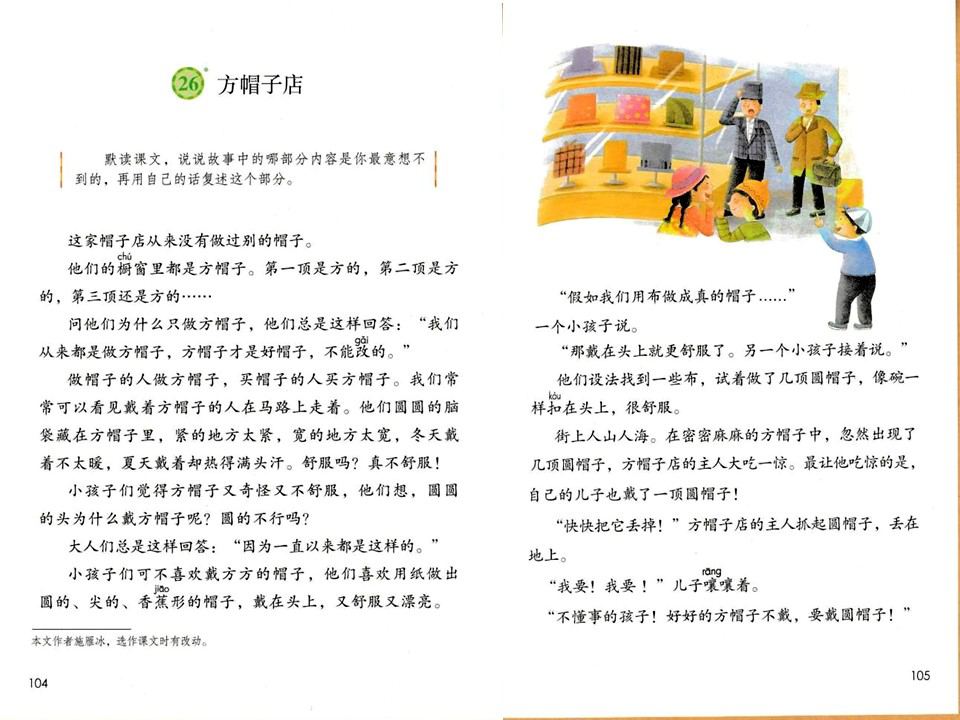 26 方帽子店
默读课文，说说故事中的哪部分内容是你最意想不
到的，再用自己的话复述这个部分。
这家帽子店从来没有做过别的帽子。
chú
他们的橱窗里都是方帽子。第一顶是方的，第二顶是方
的，第三顶还是方的……
问他们为什么只做方帽子，他们总是这样回答：“我们
gǎi
从来都是做方帽子，方帽子才是好帽子，不能改的。”
做帽子的人做方帽子，买帽子的人买方帽子。我们常
常可以看见戴着方帽子的人在马路上走着。他们圆圆的脑
袋藏在方帽子里，紧的地方太紧，宽的地方太宽，冬天戴
着不太暖，夏天戴着却热得满头汗。舒服吗？真不舒服！
小孩子们觉得方帽子又奇怪又不舒服，他们想，圆圆
的头为什么戴方帽子呢？圆的不行吗？
大人们总是这样回答：“因为一直以来都是这样的。”
小孩子们可不喜欢戴方方的帽子，他们喜欢用纸做出
jiāo
圆的、尖的、香蕉形的帽子，戴在头上，又舒服又漂亮。
本文作者施雁冰，选作课文时有改动。
104
“假如我们用布做成真的帽子……”
一个小孩子说。
“那戴在头上就更舒服了。另一个小孩子接着说。”
他们设法找到一些布，试着做了几顶圆帽子，像碗一
kòu
样扣在头上，很舒服。
街上人山人海。在密密麻麻的方帽子中，忽然出现了
几顶圆帽子，方帽子店的主人大吃一惊。最让他吃惊的是，
自己的儿子也戴了一顶圆帽子！
“快快把它丢掉！”方帽子店的主人抓起圆帽子，丢在
地上。
rāng
“我要！我要！”儿子嚷嚷着。
“不懂事的孩子！好好的方帽子不戴，要戴圆帽子！”
105